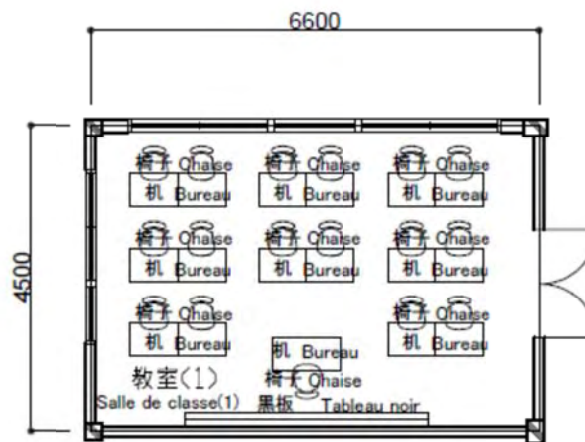 6600
4500
椅子 Chaise 椅子 Chaise 椅子 Chaise
机 Bureau 机 Bureau 机 Bureau
椅子 Chaise 椅子 Chaise 椅子 Chaise
机 Bureau 机 Bureau 机 Bureau
椅子 Chaise 椅子 Chaise
机 Bureau 机 Bureau
机 Bureau
椅子 Chaise
教室(1)
Salle de classe(1) 黒板 Tableau noir